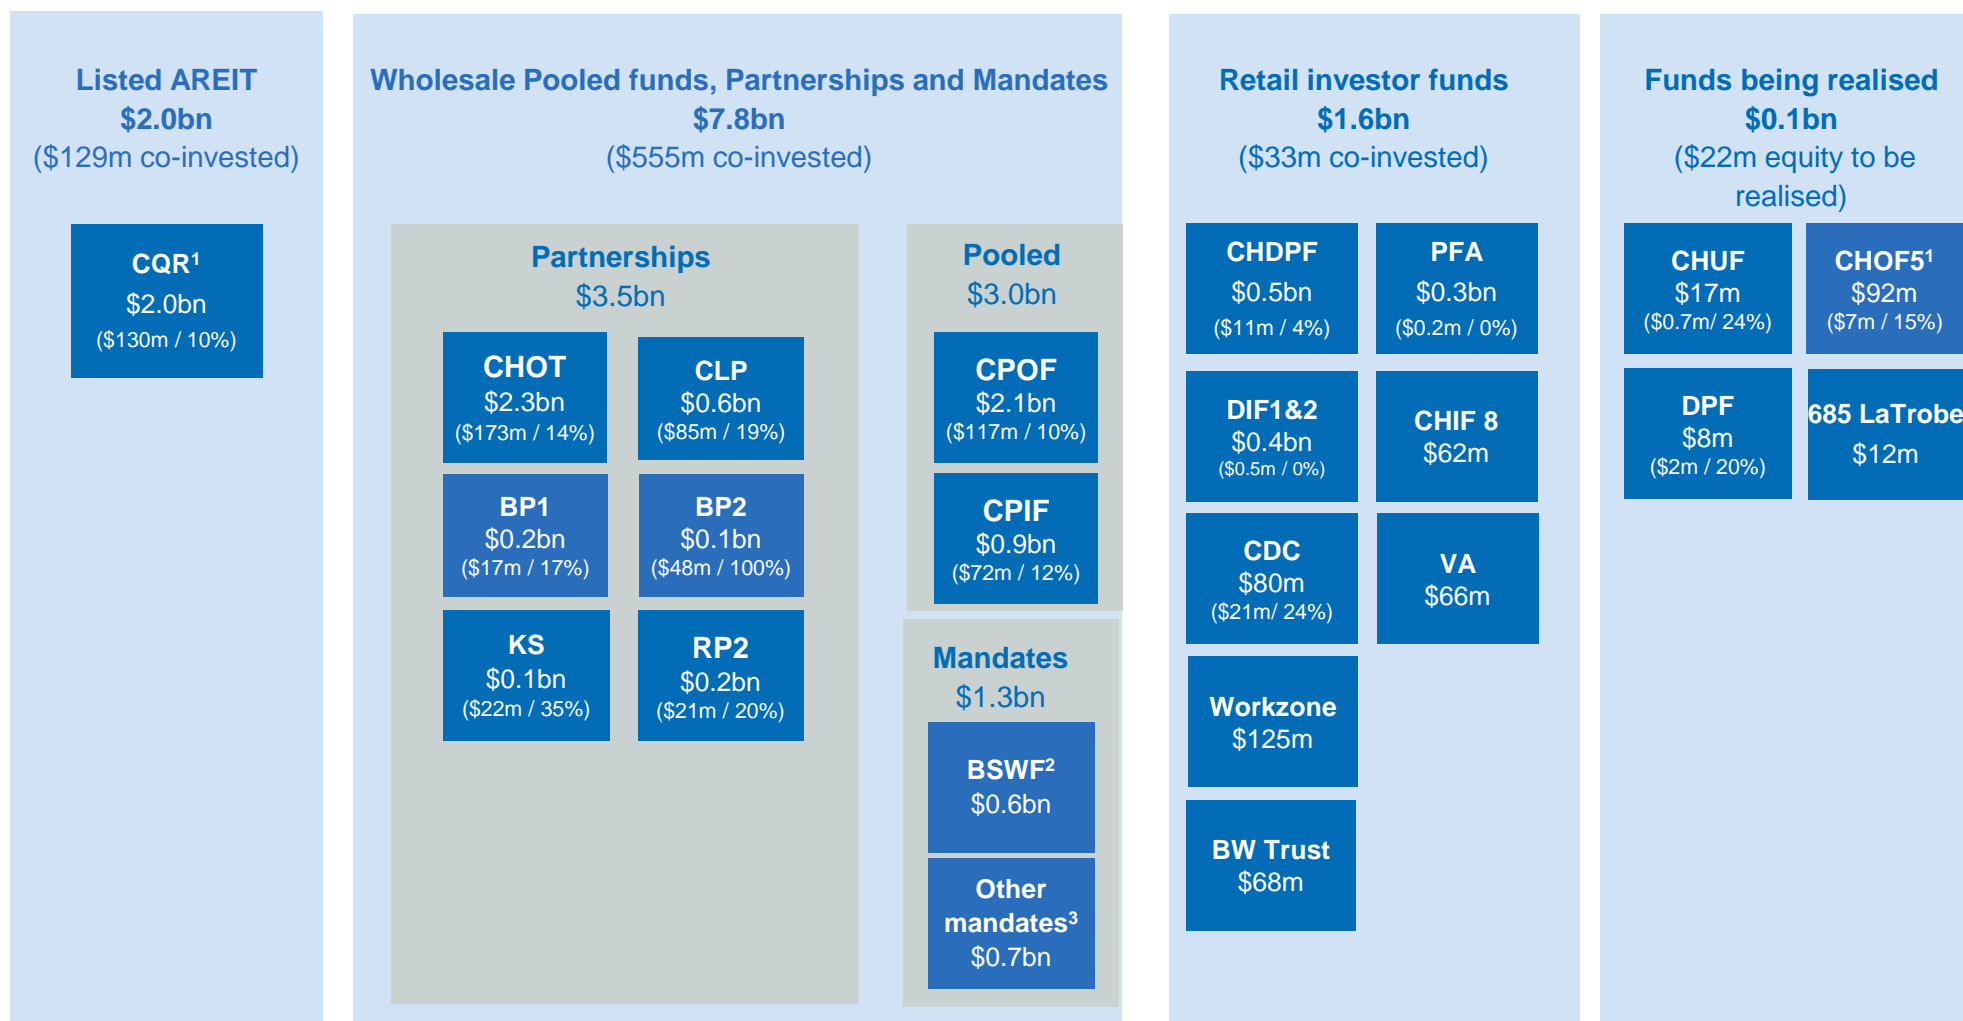 Listed AREIT
$2.0bn
($129m co-invested)
CQR¹
$2.0bn
($130m / 10%)
Wholesale Pooled funds, Partnerships and Mandates
$7.8bn
($555m co-invested)
Partnerships
$3.5bn
CHOT
$2.3bn
($173m / 14%)
CLP
$0.6bn
($85m / 19%)
BP1
$0.2bn
($17m / 17%)
BP2
$0.1bn
($48m / 100%)
KS
$0.1bn
($22m / 35%)
RP2
$0.2bn
($21m / 20%)
Pooled
$3.0bn
CPOF
$2.1bn
($117m / 10%)
CPIF
$0.9bn
($72m / 12%)
Mandates
$1.3bn
BSWF²
$0.6bn
Other
mandates³
$0.7bn
Retail investor funds
$1.6bn
($33m co-invested)
CHDPF
$0.5bn
($11m / 4%)
PFA
$0.3bn
($0.2m / 0%)
DIF1&2
$0.4bn
($0.5m / 0%)
CHIF 8
$62m
CDC
$80m
($21m/ 24%)
VA
$66m
Workzone
$125m
BW Trust
$68m
Funds being realised
$0.1bn
($22m equity to be
realised)
CHUF
$17m
($0.7m/ 24%)
CHOF5¹
$92m
($7m / 15%)
DPF
$8m
($2m / 20%)
685 LaTrobe
$12m